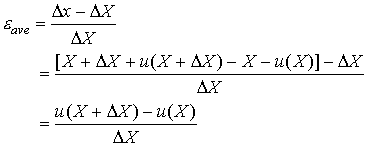 ε_ave = (Δx − ΔX) / ΔX
= ([X + ΔX + u(X + ΔX) − X − u(X)] − ΔX) / ΔX
= (u(X + ΔX) − u(X)) / ΔX